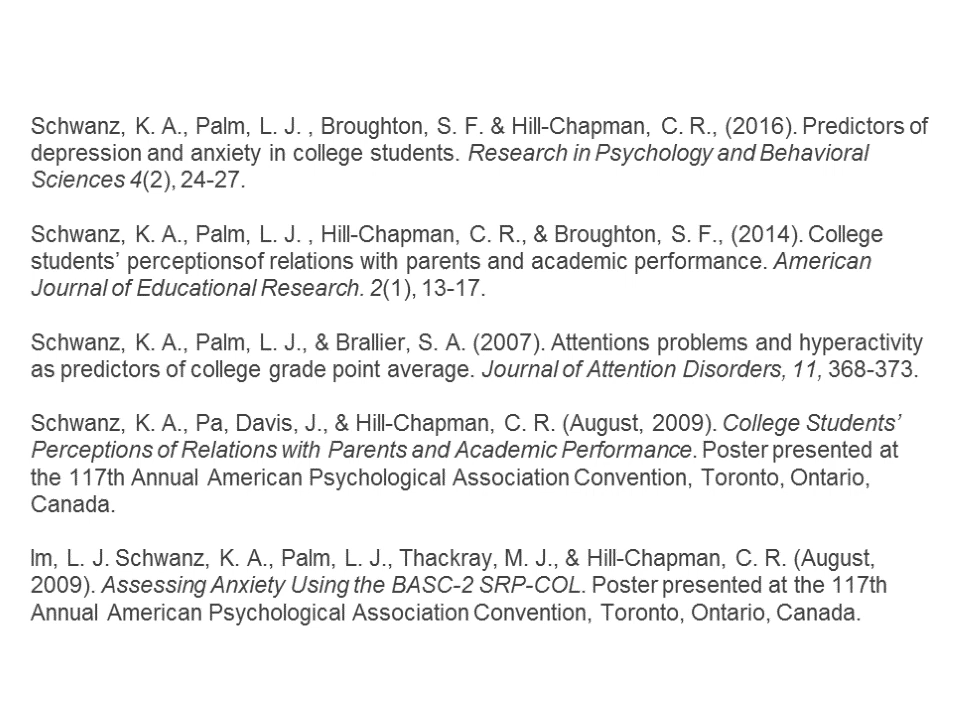 Schwanz, K. A., Palm, L. J. , Broughton, S. F. & Hill-Chapman, C. R., (2016). Predictors of
depression and anxiety in college students. Research in Psychology and Behavioral
Sciences 4(2), 24-27.
Schwanz, K. A., Palm, L. J. , Hill-Chapman, C. R., & Broughton, S. F., (2014). College
students’ perceptionsof relations with parents and academic performance. American
Journal of Educational Research. 2(1), 13-17.
Schwanz, K. A., Palm, L. J., & Brallier, S. A. (2007). Attentions problems and hyperactivity
as predictors of college grade point average. Journal of Attention Disorders, 11, 368-373.
Schwanz, K. A., Pa, Davis, J., & Hill-Chapman, C. R. (August, 2009). College Students’
Perceptions of Relations with Parents and Academic Performance. Poster presented at
the 117th Annual American Psychological Association Convention, Toronto, Ontario,
Canada.
lm, L. J. Schwanz, K. A., Palm, L. J., Thackray, M. J., & Hill-Chapman, C. R. (August,
2009). Assessing Anxiety Using the BASC-2 SRP-COL. Poster presented at the 117th
Annual American Psychological Association Convention, Toronto, Ontario, Canada.